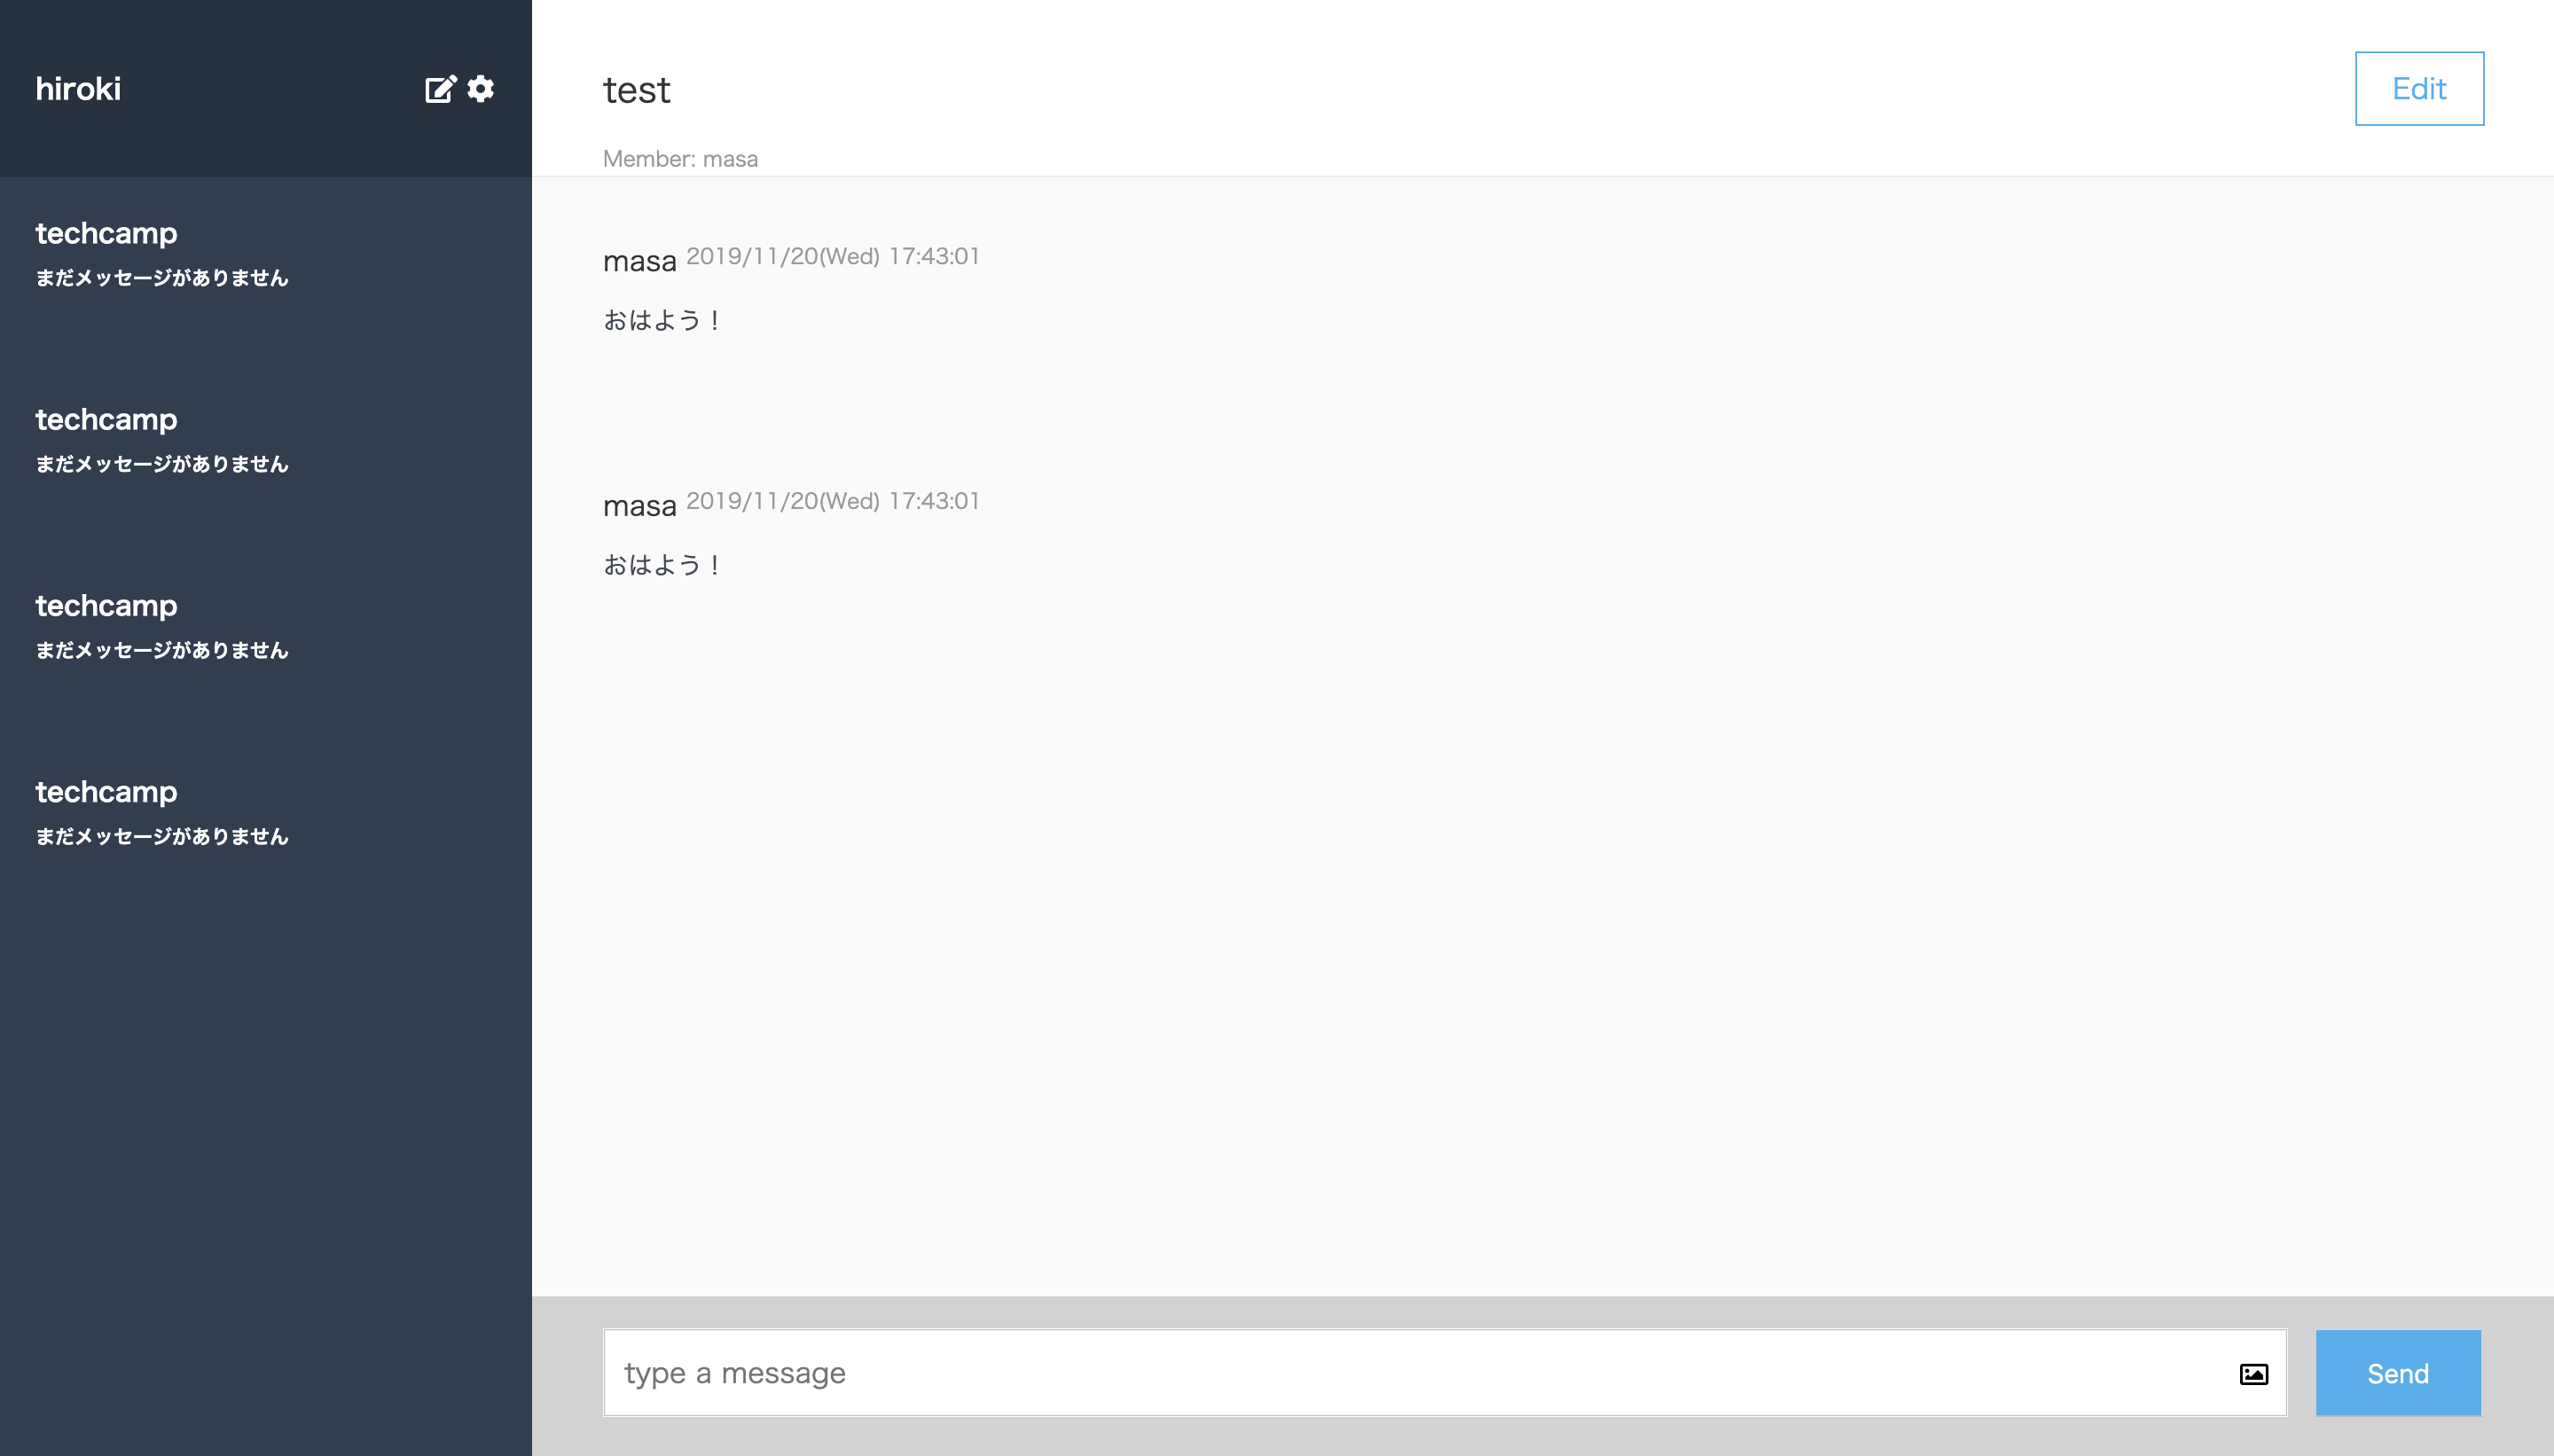 hiroki
techcamp
まだメッセージがありません
techcamp
まだメッセージがありません
techcamp
まだメッセージがありません
techcamp
まだメッセージがありません
test
Edit
Member: masa
masa 2019/11/20(Wed) 17:43:01
おはよう！
masa 2019/11/20(Wed) 17:43:01
おはよう！
type a message
Send